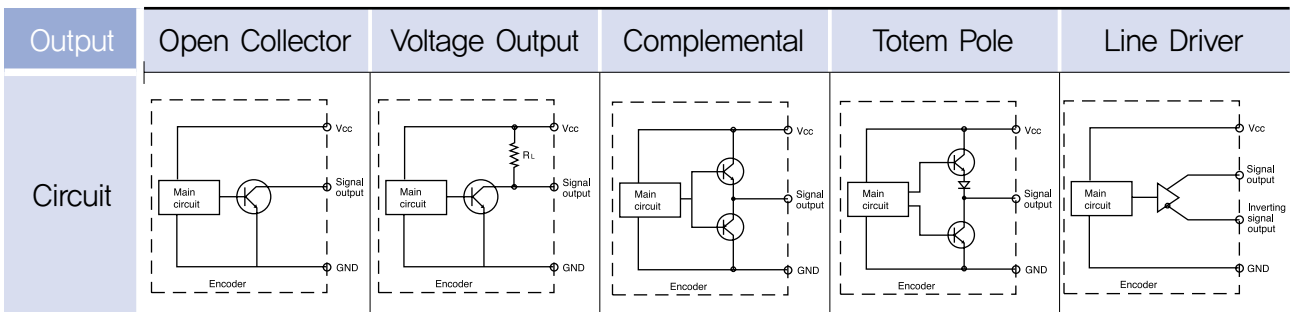 Output
Open Collector
Voltage Output
Complemental
Totem Pole
Line Driver
Circuit
Vcc
Main
circuit
Signal
output
GND
Encoder
Vcc
RL
Main
circuit
Signal
output
GND
Encoder
Vcc
Main
circuit
Signal
output
GND
Encoder
Vcc
Main
circuit
Signal
output
GND
Encoder
Vcc
Main
circuit
Signal
output
Inverting
signal
output
GND
Encoder